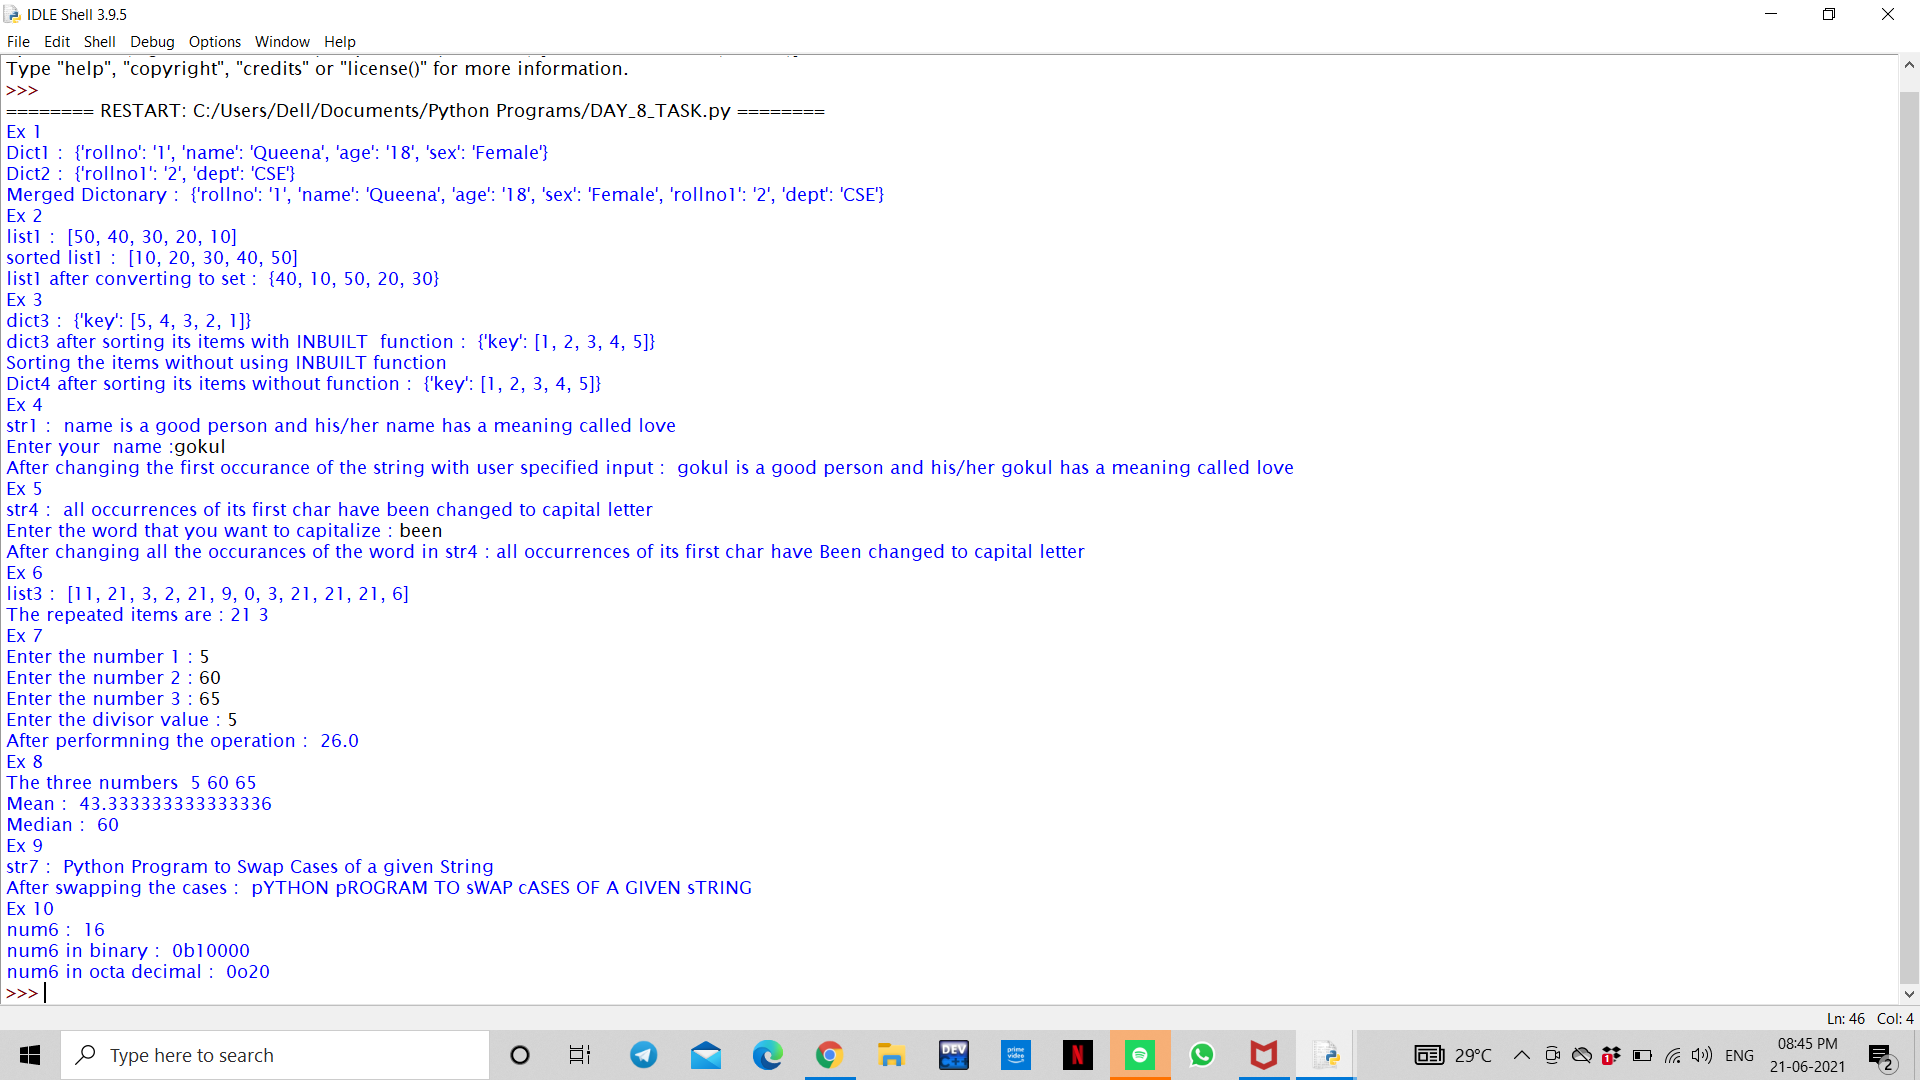 IDLE Shell 3.9.5
File Edit Shell Debug Options Window Help
Type "help", "copyright", "credits" or "license()" for more information.
>>>
======== RESTART: C:/Users/Dell/Documents/Python Programs/DAY_8_TASK.py ========
Ex 1
Dict1 :  {'rollno': '1', 'name': 'Queena', 'age': '18', 'sex': 'Female'}
Dict2 :  {'rollno1': '2', 'dept': 'CSE'}
Merged Dictonary :  {'rollno': '1', 'name': 'Queena', 'age': '18', 'sex': 'Female', 'rollno1': '2', 'dept': 'CSE'}
Ex 2
list1 :  [50, 40, 30, 20, 10]
sorted list1 :  [10, 20, 30, 40, 50]
list1 after converting to set :  {40, 10, 50, 20, 30}
Ex 3
dict3 :  {'key': [5, 4, 3, 2, 1]}
dict3 after sorting its items with INBUILT  function :  {'key': [1, 2, 3, 4, 5]}
Sorting the items without using INBUILT function
Dict4 after sorting its items without function :  {'key': [1, 2, 3, 4, 5]}
Ex 4
str1 :  name is a good person and his/her name has a meaning called love
Enter your  name :gokul
After changing the first occurance of the string with user specified input :  gokul is a good person and his/her gokul has a meaning called love
Ex 5
str4 :  all occurrences of its first char have been changed to capital letter
Enter the word that you want to capitalize : been
After changing all the occurances of the word in str4 : all occurrences of its first char have Been changed to capital letter
Ex 6
list3 :  [11, 21, 3, 2, 21, 9, 0, 3, 21, 21, 21, 6]
The repeated items are : 21 3
Ex 7
Enter the number 1 : 5
Enter the number 2 : 60
Enter the number 3 : 65
Enter the divisor value : 5
After performning the operation :  26.0
Ex 8
The three numbers  5 60 65
Mean :  43.333333333333336
Median :  60
Ex 9
str7 :  Python Program to Swap Cases of a given String
After swapping the cases :  pYTHON pROGRAM TO sWAP cASES OF A GIVEN sTRING
Ex 10
num6 :  16
num6 in binary :  0b10000
num6 in octa decimal :  0o20
>>>
Ln: 46 Col: 4
Type here to search
DEV C++
prime video
N
1
29°C
ENG
08:45 PM
21-06-2021
2